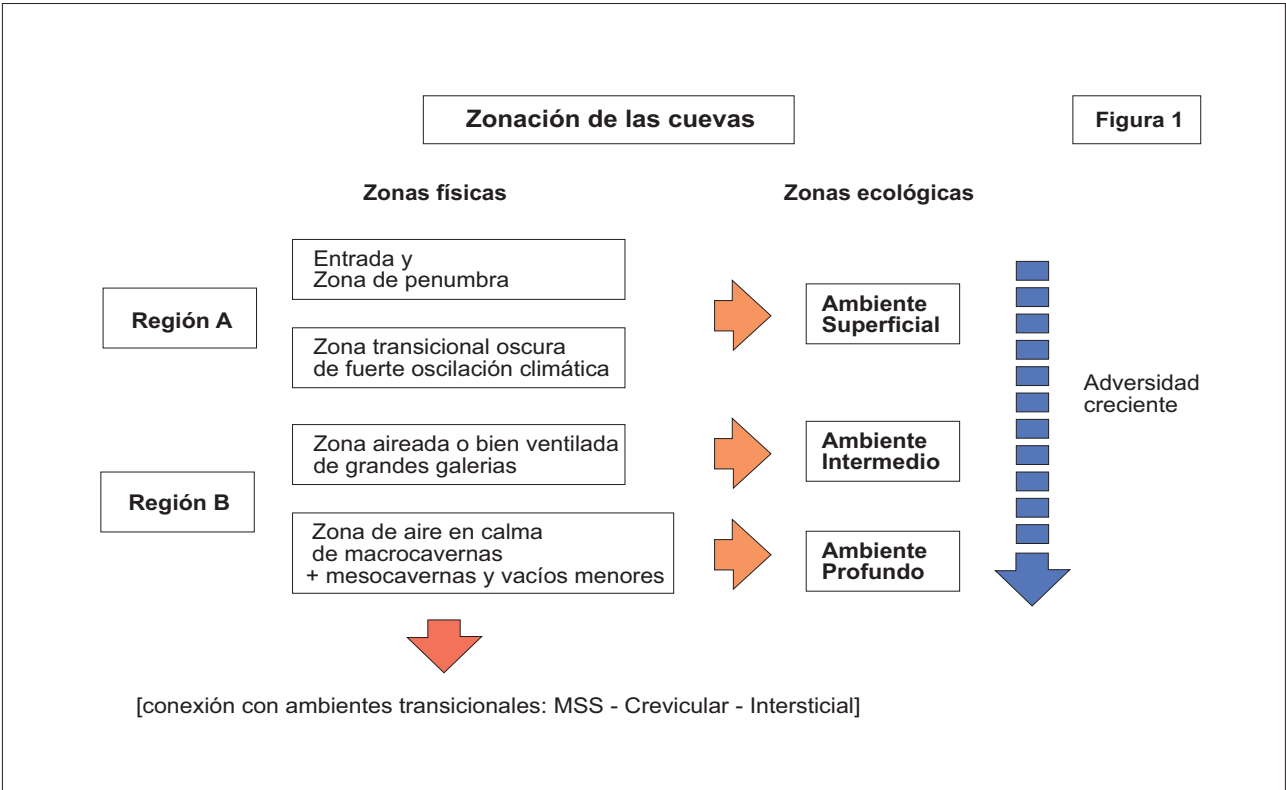 Zonación de las cuevas
Figura 1
Zonas físicas
Zonas ecológicas
Región A
Entrada y
Zona de penumbra
Zona transicional oscura
de fuerte oscilación climática
Ambiente
Superficial
Región B
Zona aireada o bien ventilada
de grandes galerias
Ambiente
Intermedio
Zona de aire en calma
de macrocavernas
+ mesocavernas y vacíos menores
Ambiente
Profundo
Adversidad
creciente
[conexión con ambientes transicionales: MSS - Crevicular - Intersticial]